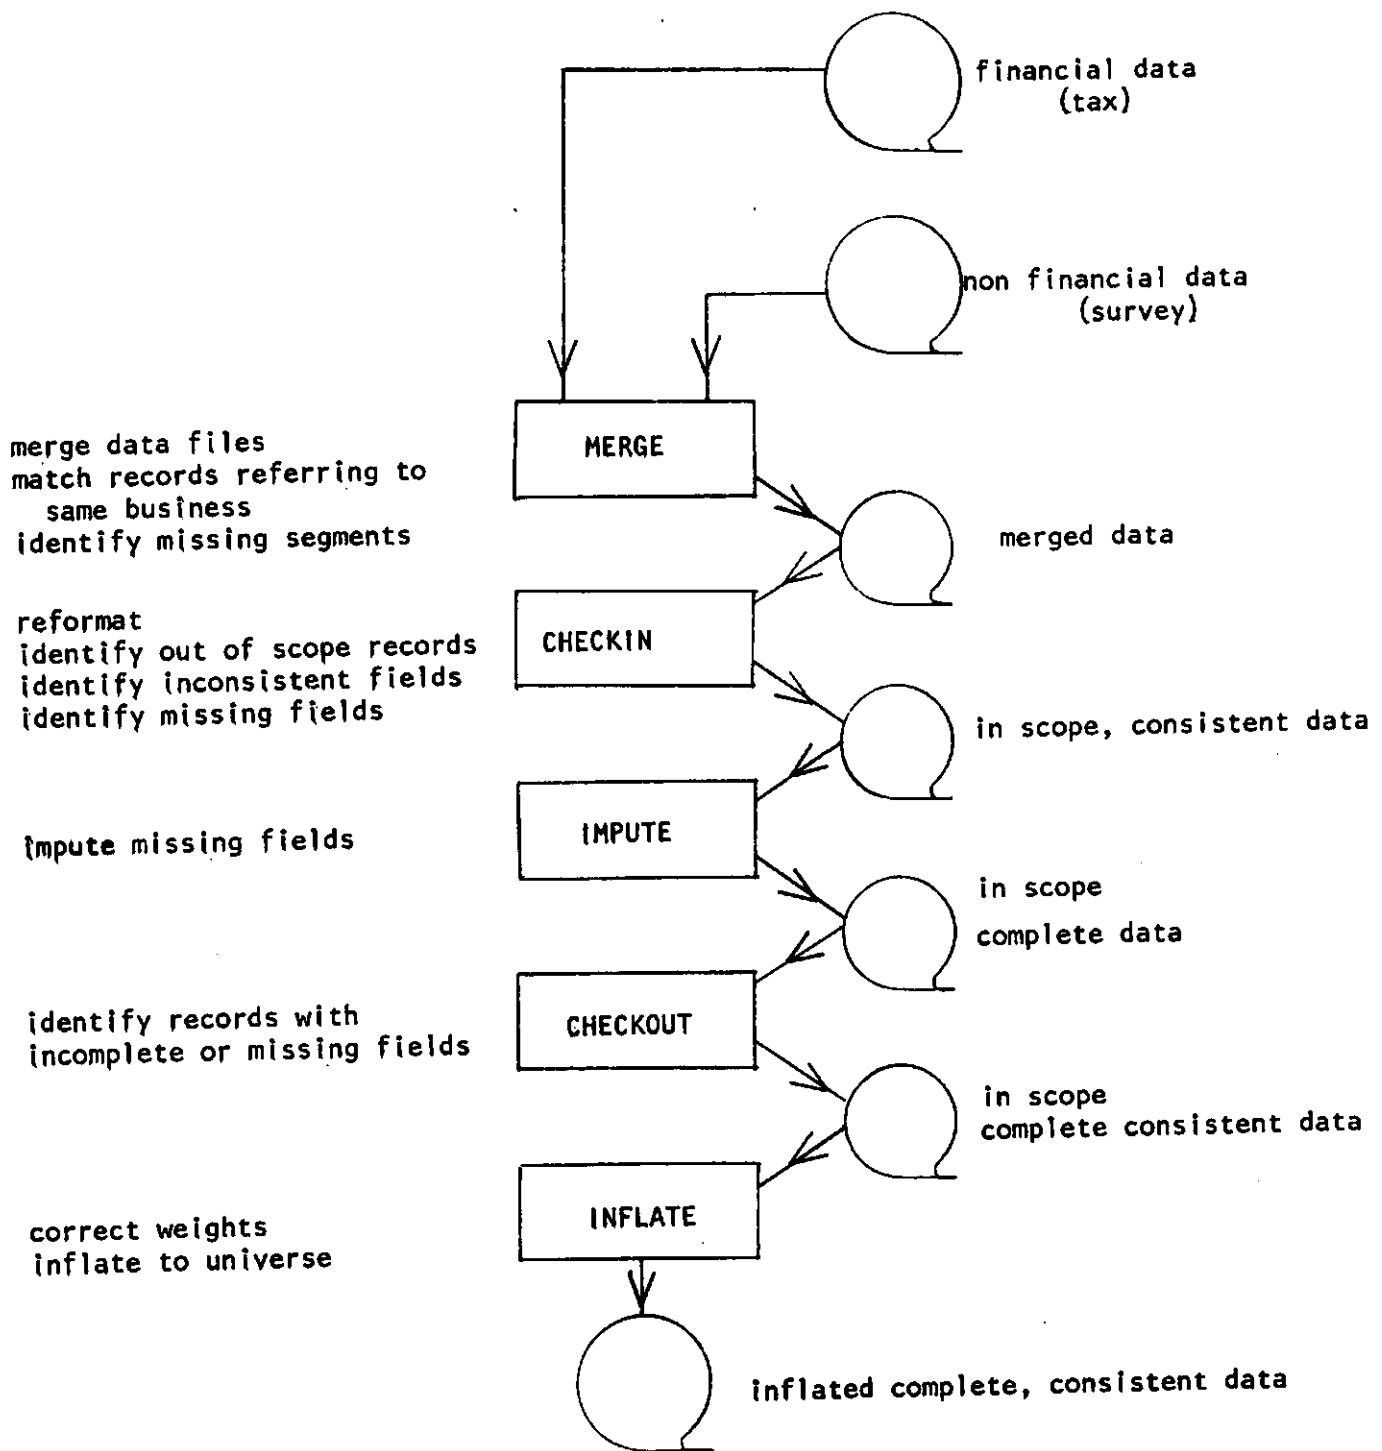 financial data
(tax)
non financial data
(survey)
MERGE
merge data files
match records referring to
same business
identify missing segments
merged data
CHECKIN
reformat
identify out of scope records
identify inconsistent fields
identify missing fields
in scope, consistent data
IMPUTE
impute missing fields
in scope
complete data
CHECKOUT
identify records with
incomplete or missing fields
in scope
complete consistent data
INFLATE
correct weights
inflate to universe
inflated complete, consistent data